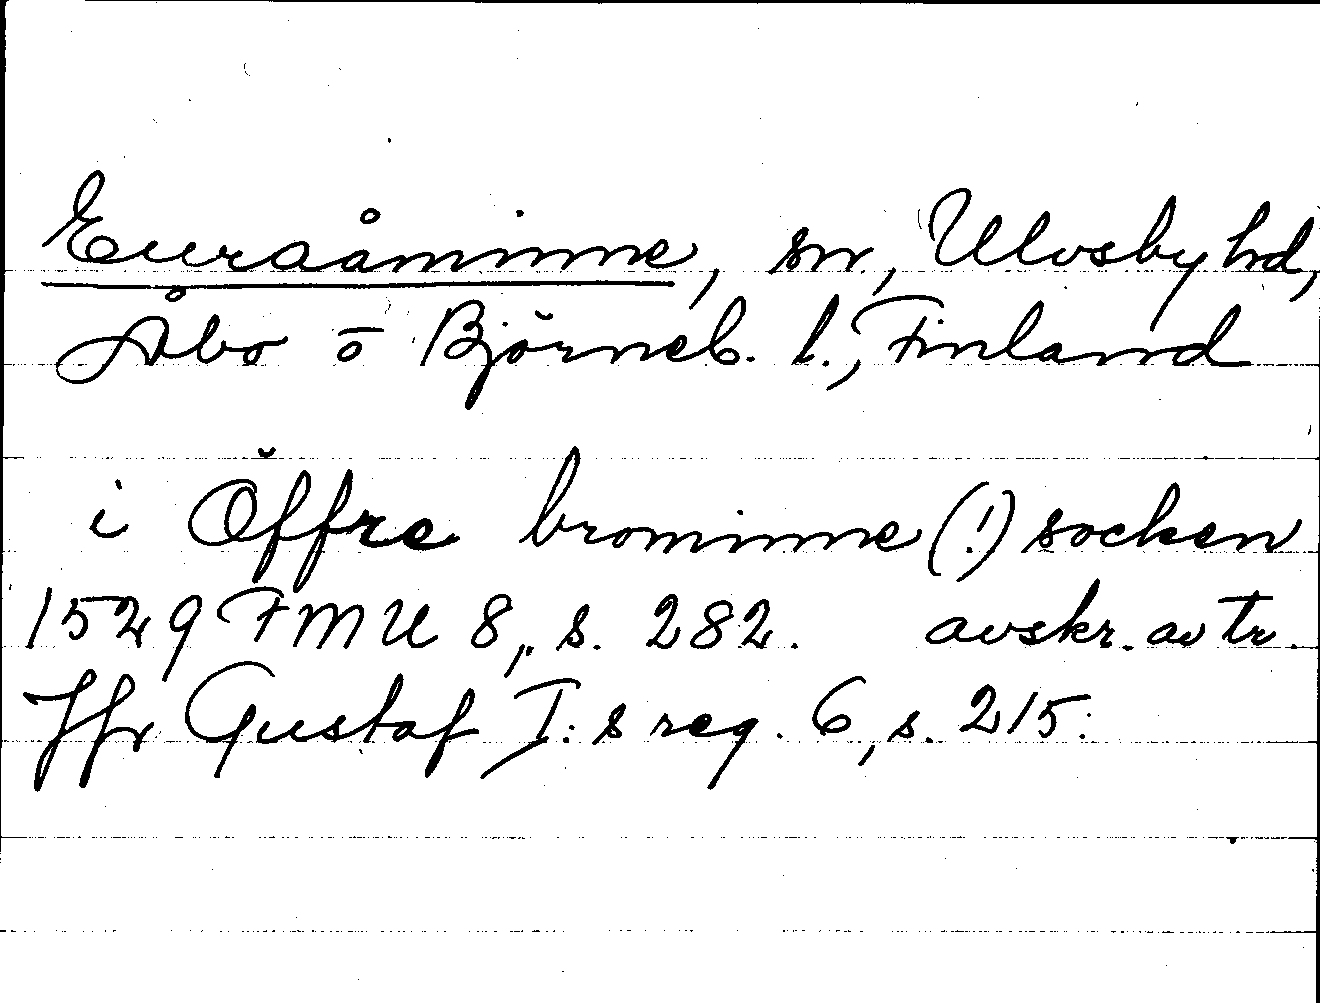 Euraåminne, sn, Ulvsby hd,
Åbo o Björneb. l., Finland
i Öffre brominne (!) socken
1529 FMU 8, s. 282. avskr. av tr.
Jfr Gustaf I:s reg. 6, s. 215.